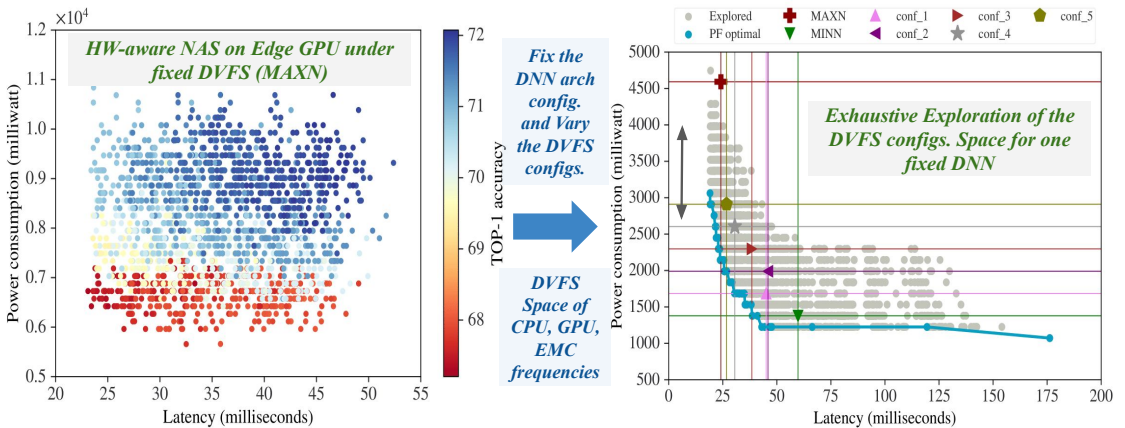 ×10⁴
HW-aware NAS on Edge GPU under
fixed DVFS (MAXN)
1.2
1.1
1.0
0.9
0.8
0.7
0.6
0.5
Power consumption (milliwatt)
20 25 30 35 40 45 50 55
Latency (milliseconds)
72
71
70
69
68
TOP-1 accuracy
Fix the
DNN arch
config.
and Vary
the DVFS
configs.
DVFS
Space of
CPU, GPU,
EMC
frequencies
Explored
PF optimal
MAXN
MINN
conf_1
conf_2
conf_3
conf_4
conf_5
Exhaustive Exploration of the
DVFS configs. Space for one
fixed DNN
5000
4500
4000
3500
3000
2500
2000
1500
1000
500
Power consumption (milliwatt)
0 25 50 75 100 125 150 175 200
Latency (milliseconds)